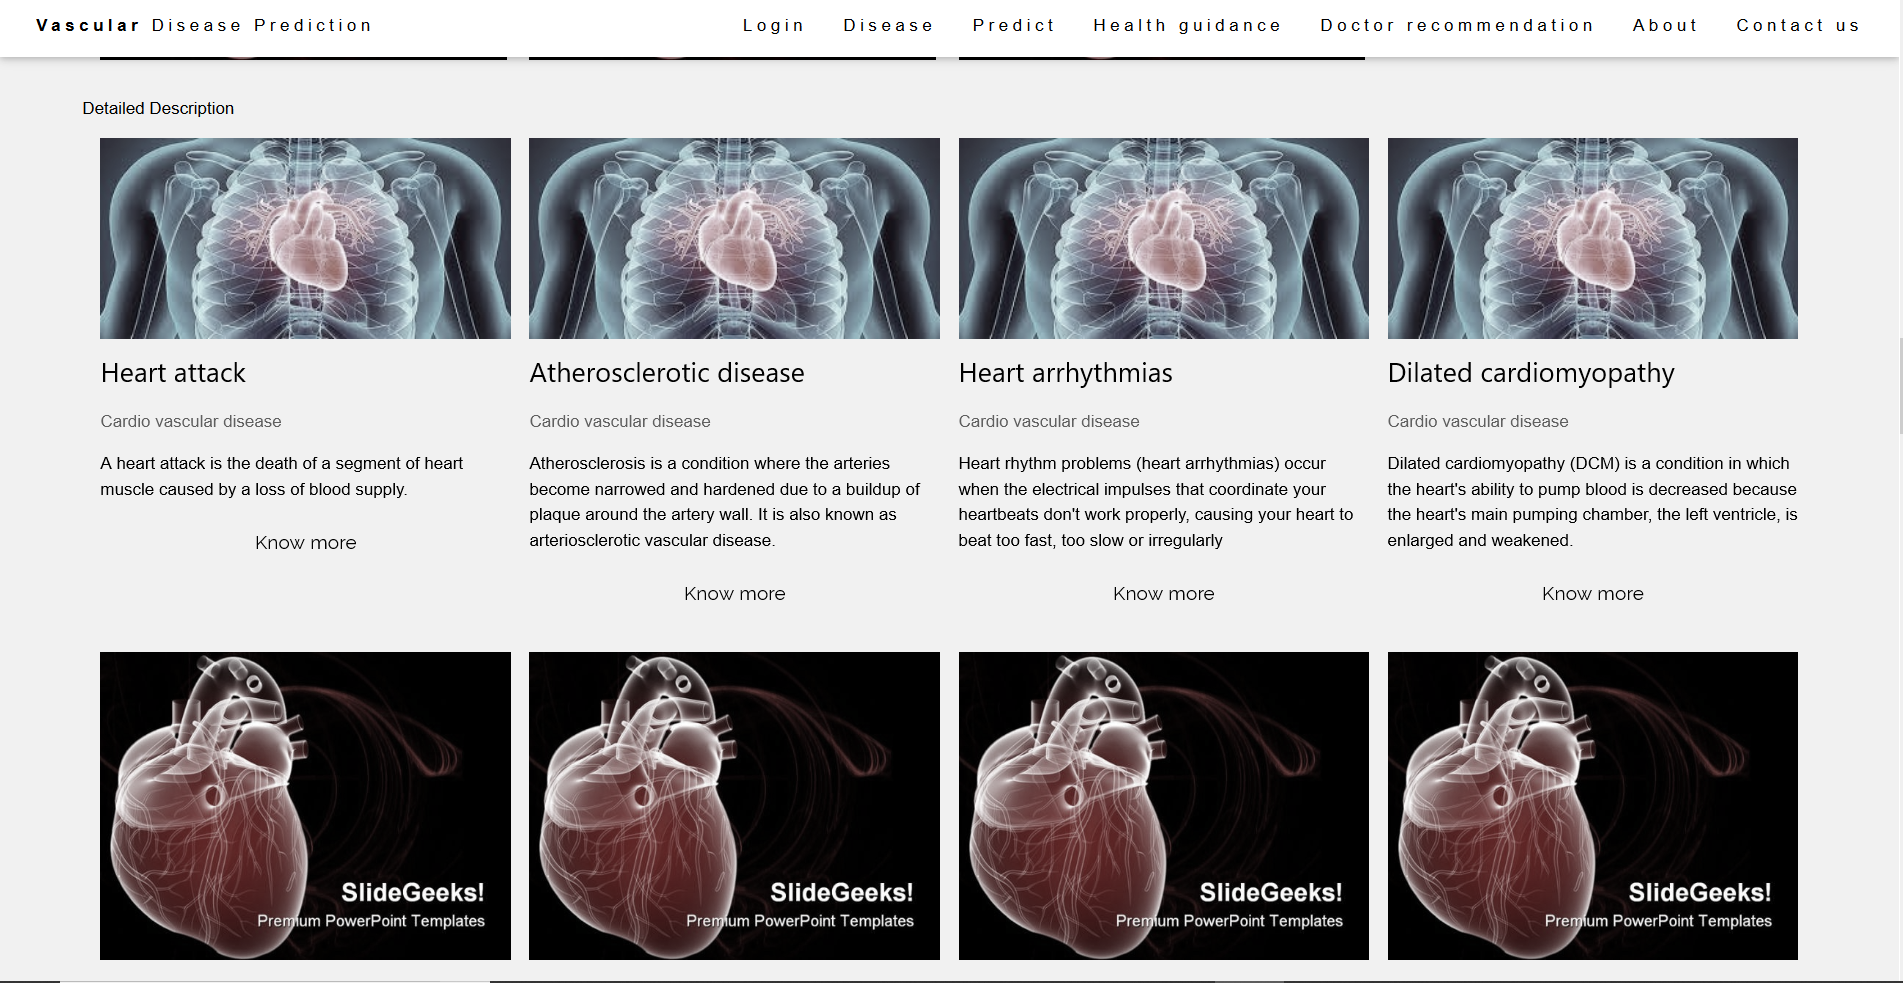 Vascular Disease Prediction
Login Disease Predict Health guidance Doctor recommendation About Contact us
Detailed Description
Heart attack
Cardio vascular disease
A heart attack is the death of a segment of heart
muscle caused by a loss of blood supply.
Know more
Atherosclerotic disease
Cardio vascular disease
Atherosclerosis is a condition where the arteries
become narrowed and hardened due to a buildup of
plaque around the artery wall. It is also known as
arteriosclerotic vascular disease.
Know more
Heart arrhythmias
Cardio vascular disease
Heart rhythm problems (heart arrhythmias) occur
when the electrical impulses that coordinate your
heartbeats don't work properly, causing your heart to
beat too fast, too slow or irregularly
Know more
Dilated cardiomyopathy
Cardio vascular disease
Dilated cardiomyopathy (DCM) is a condition in which
the heart's ability to pump blood is decreased because
the heart's main pumping chamber, the left ventricle, is
enlarged and weakened.
Know more
SlideGeeks!
Premium PowerPoint Templates
SlideGeeks!
Premium PowerPoint Templates
SlideGeeks!
Premium PowerPoint Templates
SlideGeeks!
Premium PowerPoint Templates